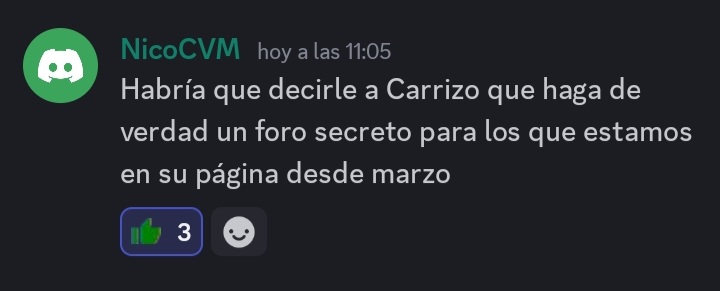 NicoCVM hoy a las 11:05
Habría que decirle a Carrizo que haga de
verdad un foro secreto para los que estamos
en su página desde marzo
3